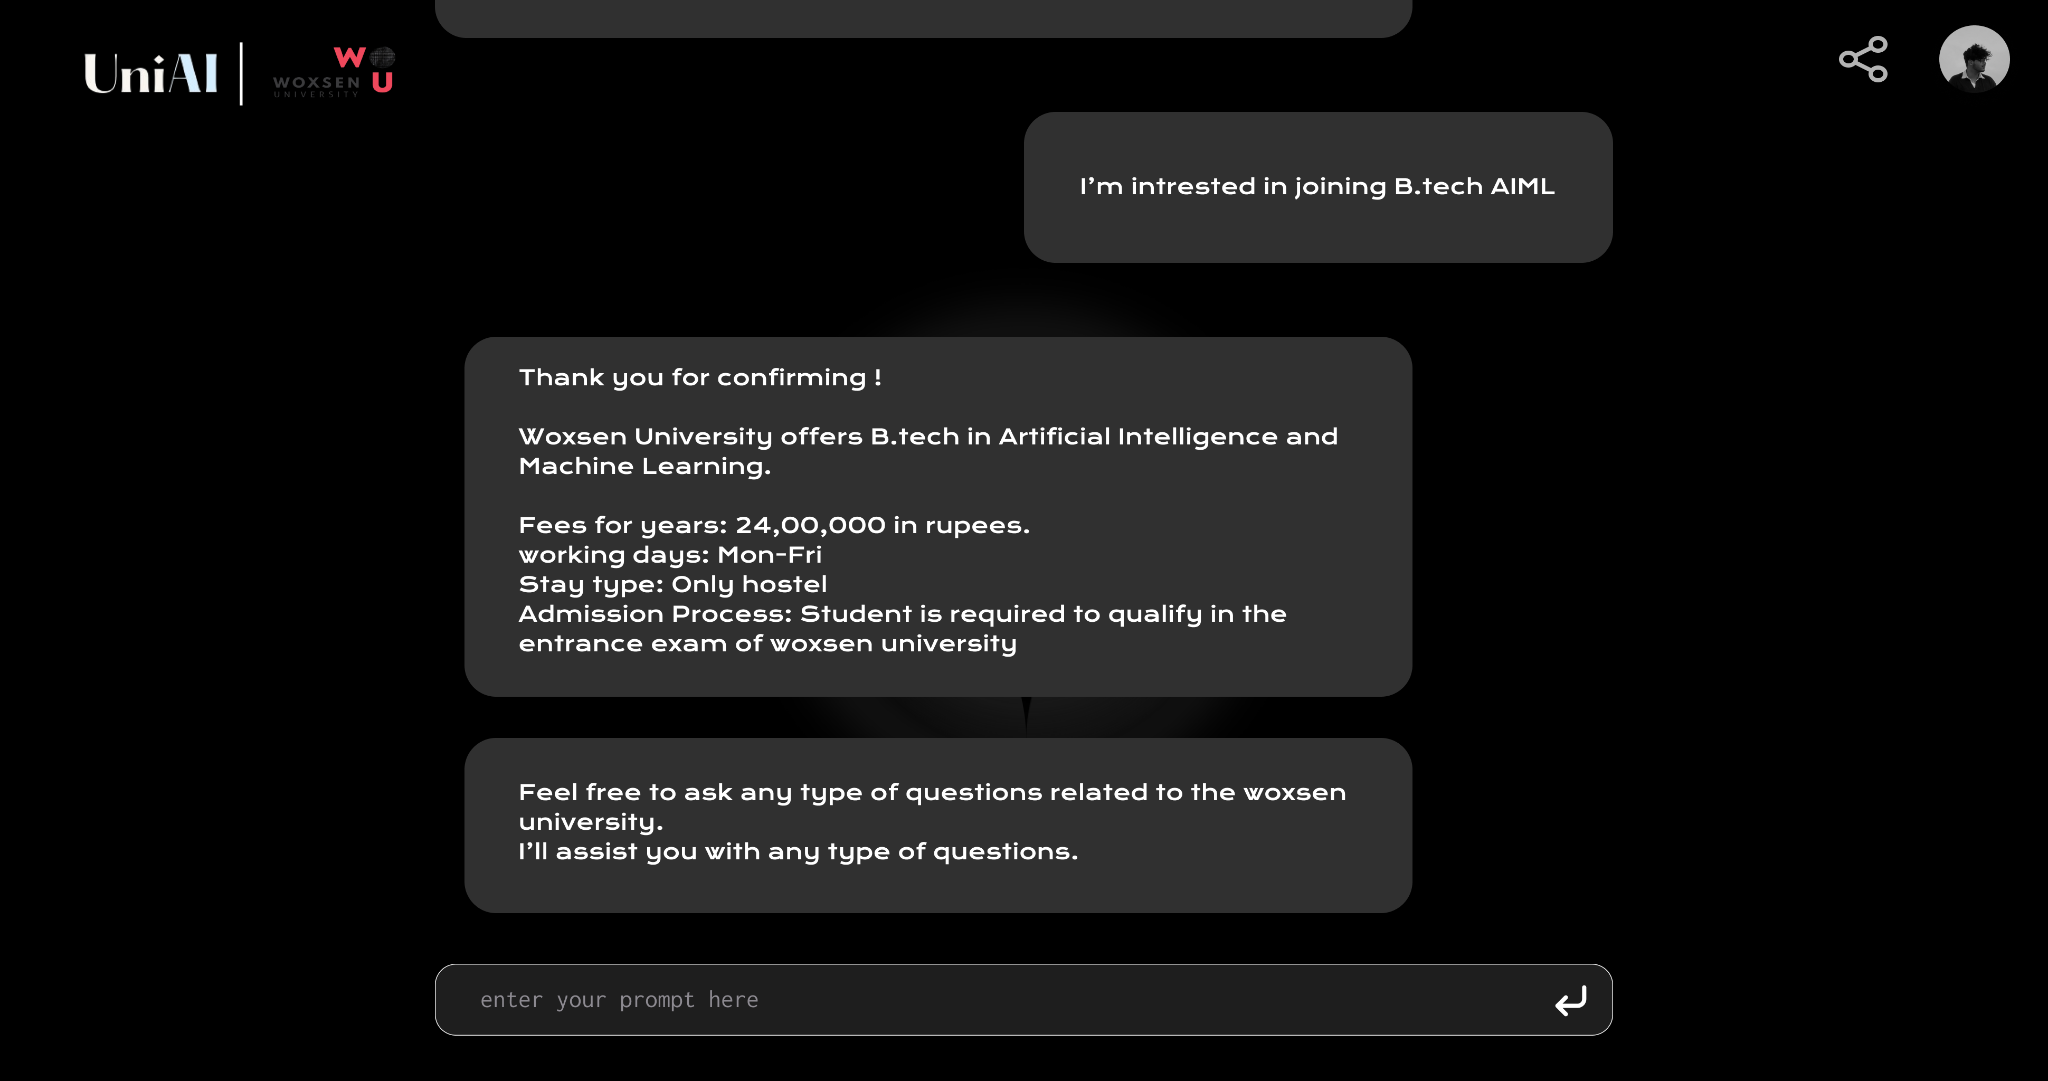 UniAI
W
WOXSEN U
UNIVERSITY
I’m intrested in joining B.tech AIML
Thank you for confirming !
Woxsen University offers B.tech in Artificial Intelligence and
Machine Learning.
Fees for years: 24,00,000 in rupees.
working days: Mon-Fri
Stay type: Only hostel
Admission Process: Student is required to qualify in the
entrance exam of woxsen university
Feel free to ask any type of questions related to the woxsen
university.
I’ll assist you with any type of questions.
enter your prompt here